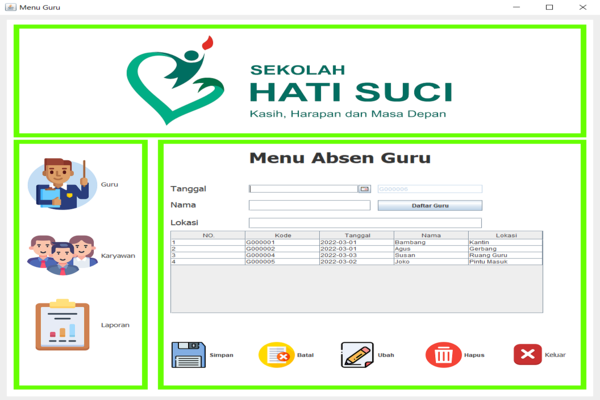 Menu Guru
SEKOLAH
HATI SUCI
Kasih, Harapan dan Masa Depan
Guru
Karyawan
Laporan
Menu Absen Guru
Tanggal G000000
Nama Daftar Guru
Lokasi
NO. Kode Tanggal Nama Lokasi
1 G000001 2022-03-01 Bambang Kantin
2 G000002 2022-03-01 Agus Gerbang
3 G000004 2022-03-03 Susan Ruang Guru
4 G000005 2022-03-02 Joko Pintu Masuk
Simpan Batal Ubah Hapus Keluar